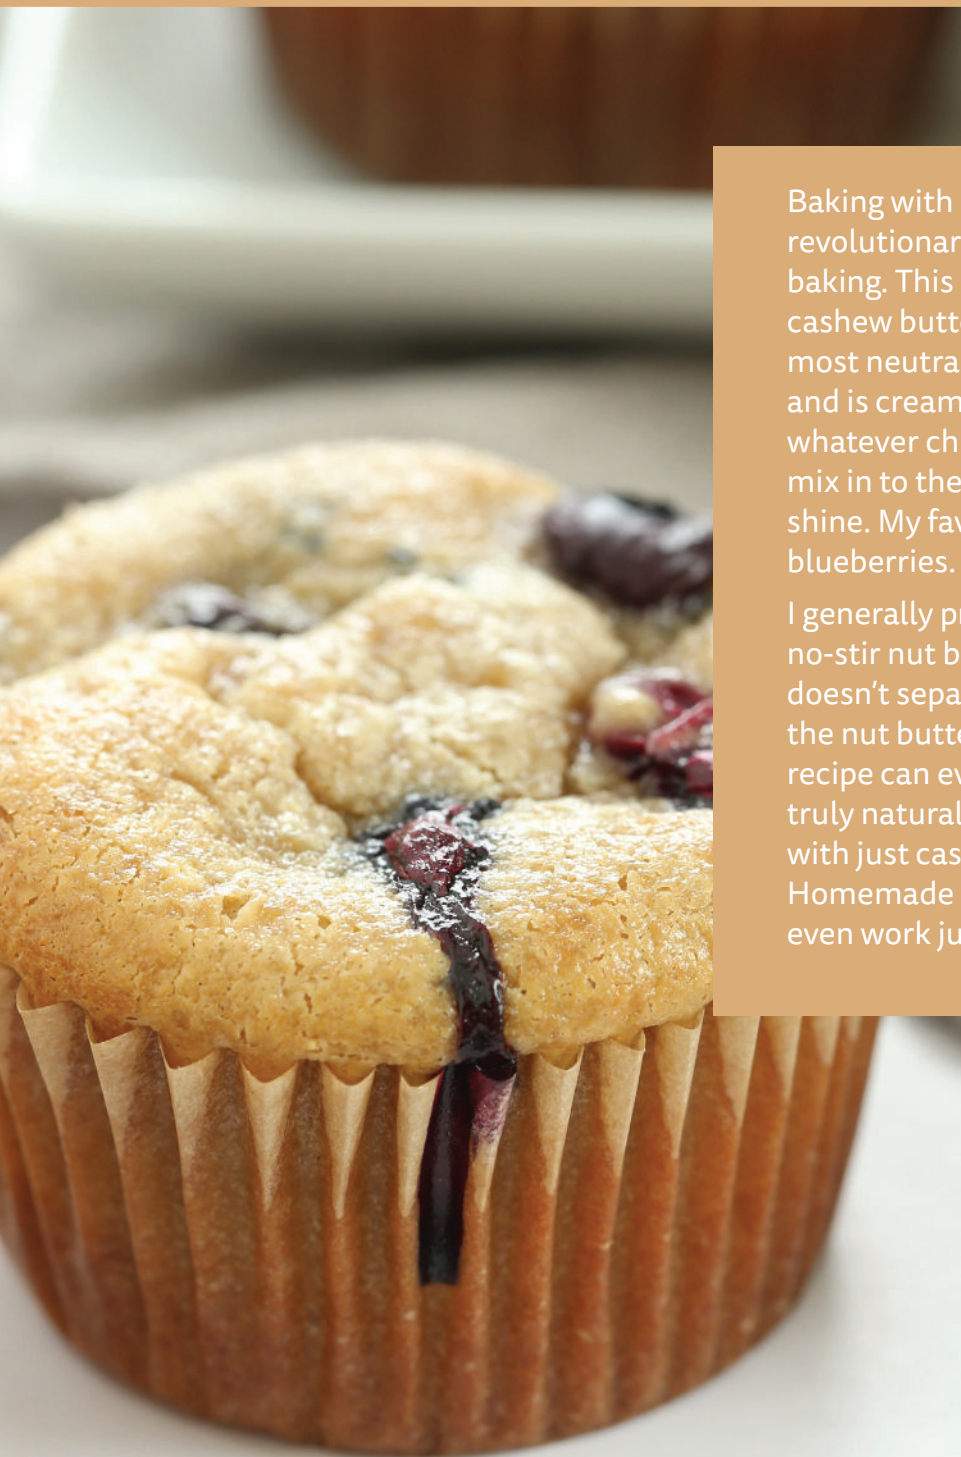 Baking with
revolutionar
baking. This
cashew butt
most neutra
and is cream
whatever ch
mix in to the
shine. My fav
blueberries.
I generally pr
no-stir nut b
doesn't sepa
the nut butte
recipe can ev
truly natural
with just cas
Homemade
even work ju